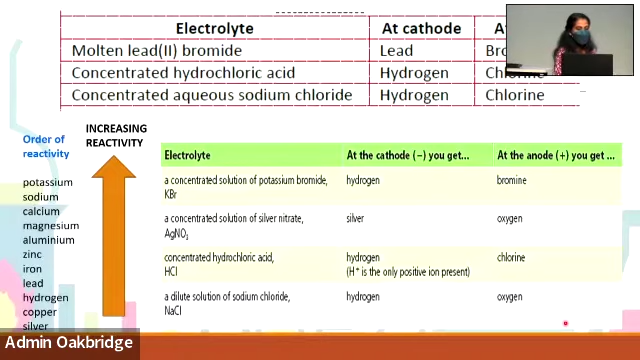 Electrolyte At cathode
Molten lead(II) bromide Lead
Concentrated hydrochloric acid Hydrogen
Concentrated aqueous sodium chloride Hydrogen Chlorine
Order of
reactivity
potassium
sodium
calcium
magnesium
aluminium
zinc
iron
lead
hydrogen
copper
silver
INCREASING
REACTIVITY
Electrolyte At the cathode (−) you get... At the anode (+) you get ...
a concentrated solution of potassium bromide, hydrogen bromine
KBr
a concentrated solution of silver nitrate, silver oxygen
AgNO₃
concentrated hydrochloric acid, hydrogen chlorine
HCl (H⁺ is the only positive ion present)
a dilute solution of sodium chloride, hydrogen oxygen
NaCl
Admin Oakbridge